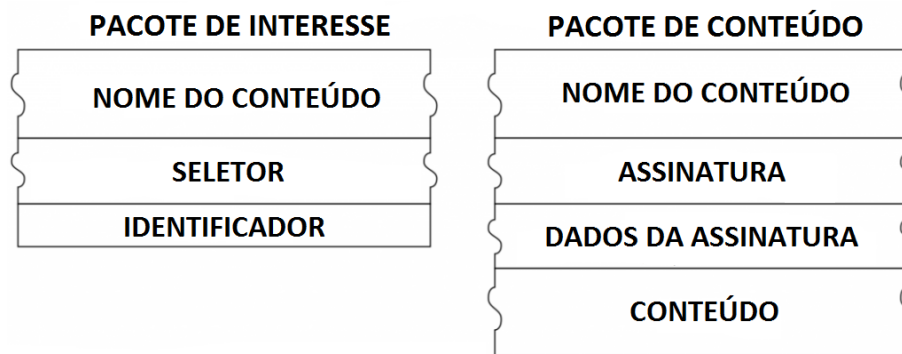 PACOTE DE INTERESSE
NOME DO CONTEÚDO
SELETOR
IDENTIFICADOR
PACOTE DE CONTEÚDO
NOME DO CONTEÚDO
ASSINATURA
DADOS DA ASSINATURA
CONTEÚDO